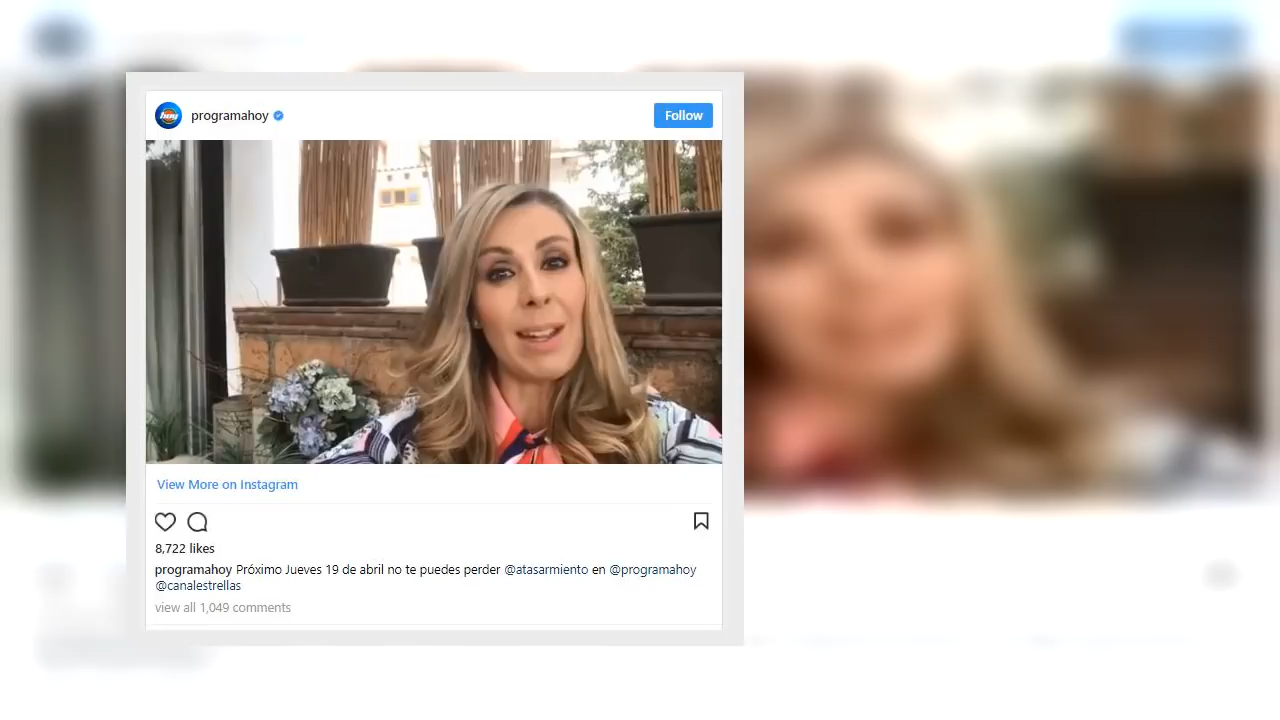 hoy
programahoy
Follow
View More on Instagram
8,722 likes
programahoy Próximo Jueves 19 de abril no te puedes perder @atasarmiento en @programahoy
@canalestrellas
view all 1,049 comments